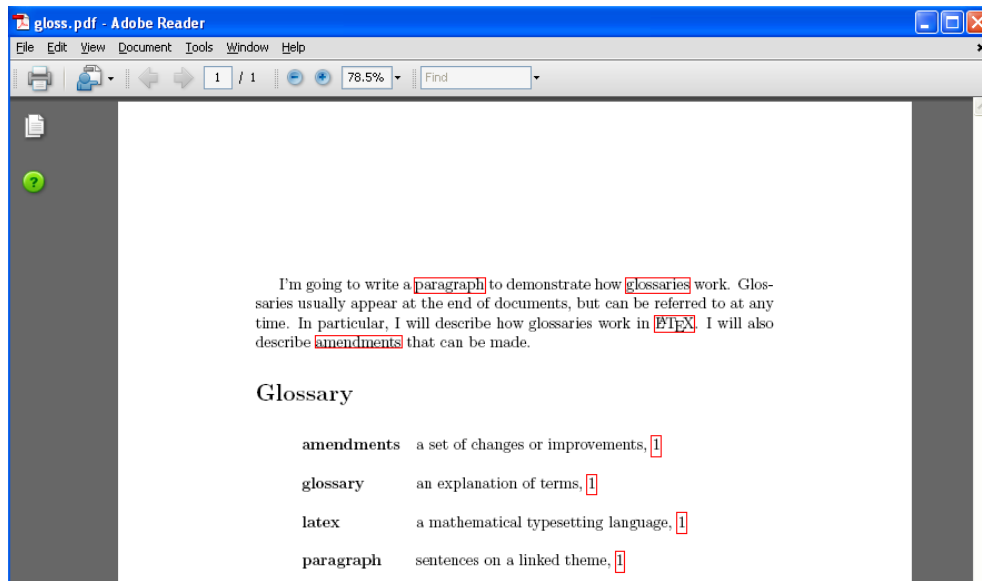 gloss.pdf - Adobe Reader
File Edit View Document Tools Window Help
1 / 1 78.5% Find
?
I'm going to write a paragraph to demonstrate how glossaries work. Glos-
saries usually appear at the end of documents, but can be referred to at any
time. In particular, I will describe how glossaries work in LATEX. I will also
describe amendments that can be made.
Glossary
amendments a set of changes or improvements, 1
glossary an explanation of terms, 1
latex a mathematical typesetting language, 1
paragraph sentences on a linked theme, 1